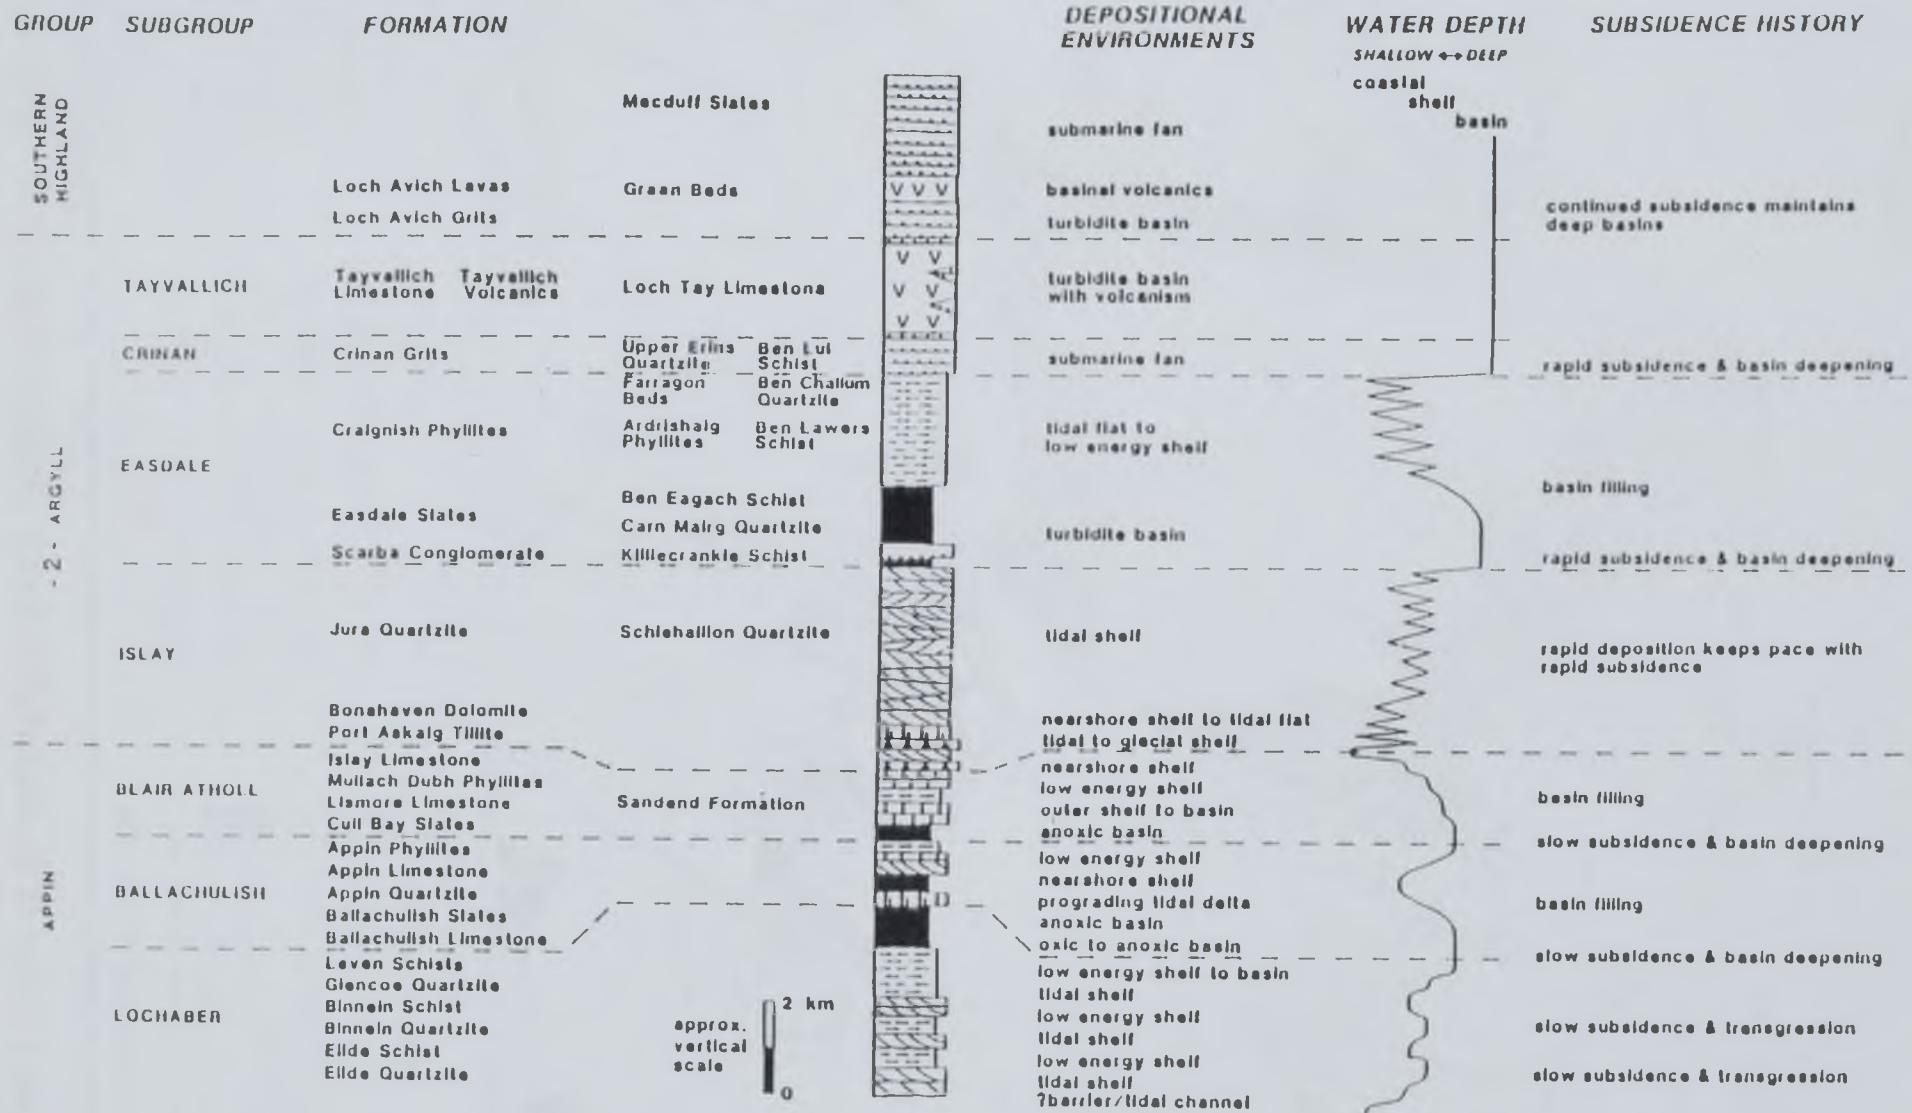 GROUP SUBGROUP FORMATION DEPOSITIONAL ENVIRONMENTS WATER DEPTH SUBSIDENCE HISTORY
SHALLOW ↔ DEEP
coastal
shelf
basin
SOUTHERN HIGHLAND
Macduff Slates
submarine fan
Loch Avich Lavas Green Beds basinal volcanics
Loch Avich Grits turbidite basin
continued subsidence maintains
deep basins
- 2 - ARGYLL
TAYVALLICH
Tayvallich Tayvallich
Limestone Volcanics
Loch Tay Limestone
turbidite basin
with volcanism
CRINAN Crinan Grits
Upper Erins Ben Lui
Quartzite Schist
submarine fan
rapid subsidence & basin deepening
EASDALE
Farragon Ben Challum
Beds Quartzite
Craignish Phyllites
Ardrishaig Ben Lawers
Phyllites Schist
tidal flat to
low energy shelf
Ben Eagach Schist
basin filling
Easdale Slates
Carn Mairg Quartzite
turbidite basin
Scarba Conglomerate Killiecrankie Schist
rapid subsidence & basin deepening
ISLAY
Jura Quartzite Schiehallion Quartzite tidal shelf
rapid deposition keeps pace with
rapid subsidence
Bonahaven Dolomite nearshore shelf to tidal flat
Port Askaig Tillite tidal to glacial shelf
APPIN
BLAIR ATHOLL
Islay Limestone nearshore shelf
Mullach Dubh Phyllites low energy shelf
Lismore Limestone Sandend Formation outer shelf to basin basin filling
Cuil Bay Slates anoxic basin
slow subsidence & basin deepening
BALLACHULISH
Appin Phyllites low energy shelf
Appin Limestone nearshore shelf
Appin Quartzite prograding tidal delta basin filling
Ballachulish Slates anoxic basin
Ballachulish Limestone oxic to anoxic basin
slow subsidence & basin deepening
LOCHABER
Leven Schists low energy shelf to basin
Glencoe Quartzite tidal shelf
Binnein Schist low energy shelf
Binnein Quartzite tidal shelf slow subsidence & transgression
Eilde Schist low energy shelf
Eilde Quartzite tidal shelf slow subsidence & transgression
?barrier/tidal channel
approx.
vertical
scale
2 km
0
V V V
V V
V V
V V